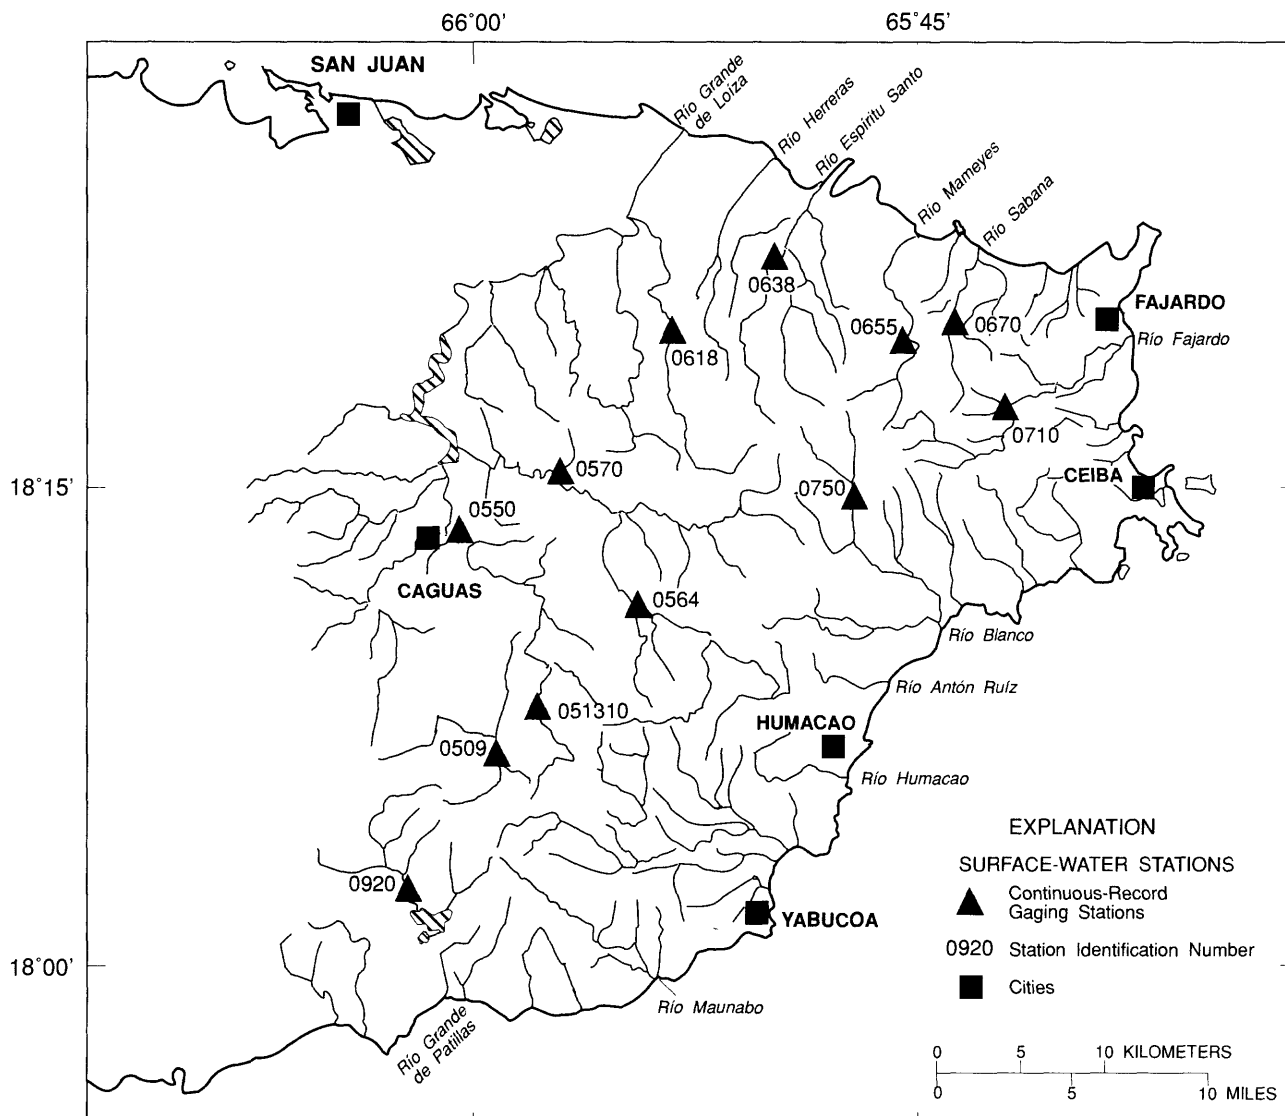 66°00'
65°45'
SAN JUAN
Río Grande
de Loíza
Río Herreras
Río Espiritu Santo
Río Mameyes
Río Sabana
0638
FAJARDO
0655
0670
Río Fajardo
0618
0710
0570
CEIBA
18°15'
0750
0550
CAGUAS
0564
Río Blanco
Río Antón Ruíz
051310
HUMACAO
0509
Río Humacao
EXPLANATION
SURFACE-WATER STATIONS
Continuous-Record
Gaging Stations
0920
YABUCOA
0920 Station Identification Number
18°00'
Cities
Río Maunabo
Río Grande
de Patillas
0 5 10 KILOMETERS
0 5 10 MILES